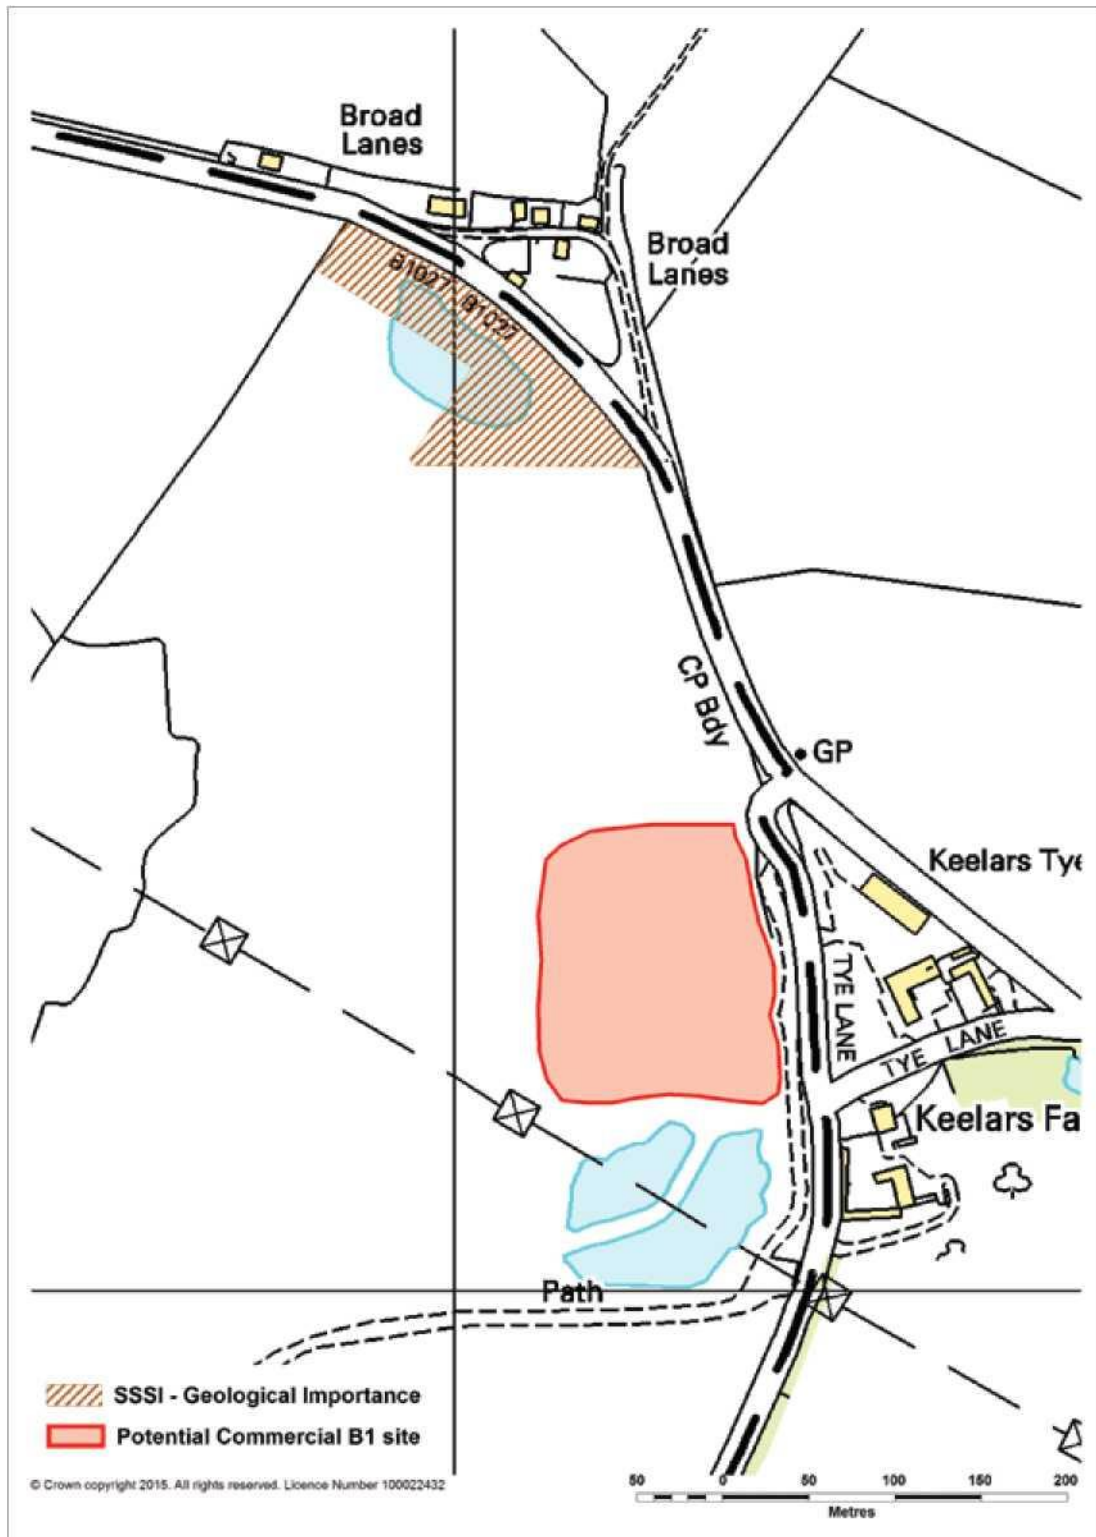 Broad
Lanes
Broad
Lanes
B1027 B1027
CP Bdy
GP
Keelars Tye
TYE LANE
TYE LANE
Keelars Fa
Path
SSSI - Geological Importance
Potential Commercial B1 site
© Crown copyright 2015. All rights reserved. Licence Number 100022432
50 0 50 100 150 200
Metres